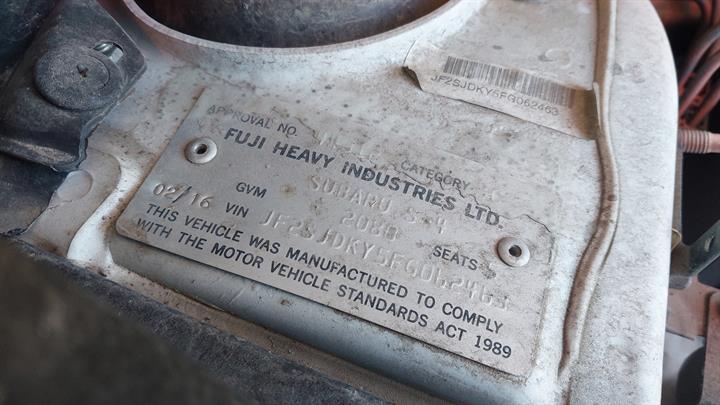 JF2SJDKY5FG062463
APPROVAL NO. CATEGORY
FUJI HEAVY INDUSTRIES LTD.
SUBARU S-4
02/16 GVM 2080 SEATS
VIN JF2SJDKY5FG062463
THIS VEHICLE WAS MANUFACTURED TO COMPLY
WITH THE MOTOR VEHICLE STANDARDS ACT 1989